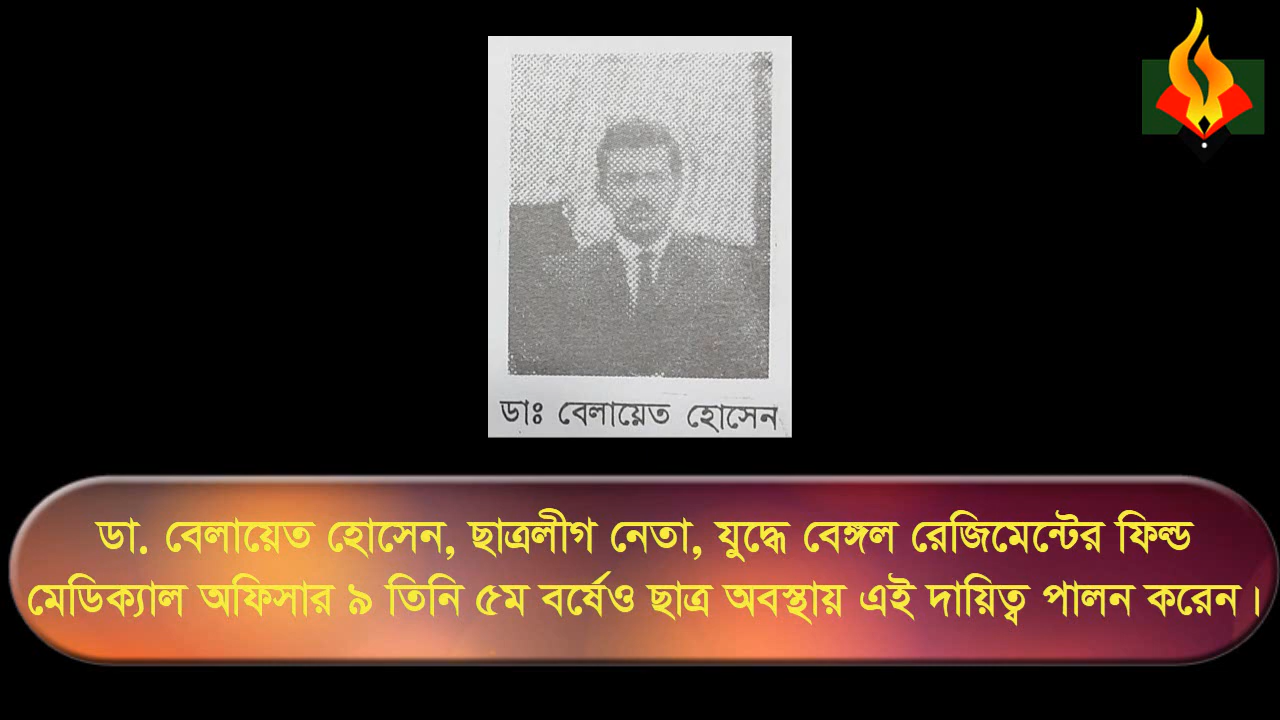 ডাঃ বেলায়েত হোসেন
ডা. বেলায়েত হোসেন, ছাত্রলীগ নেতা, যুদ্ধে বেঙ্গল রেজিমেন্টের ফিল্ড
মেডিক্যাল অফিসার ৯ তিনি ৫ম বর্ষেও ছাত্র অবস্থায় এই দায়িত্ব পালন করেন।